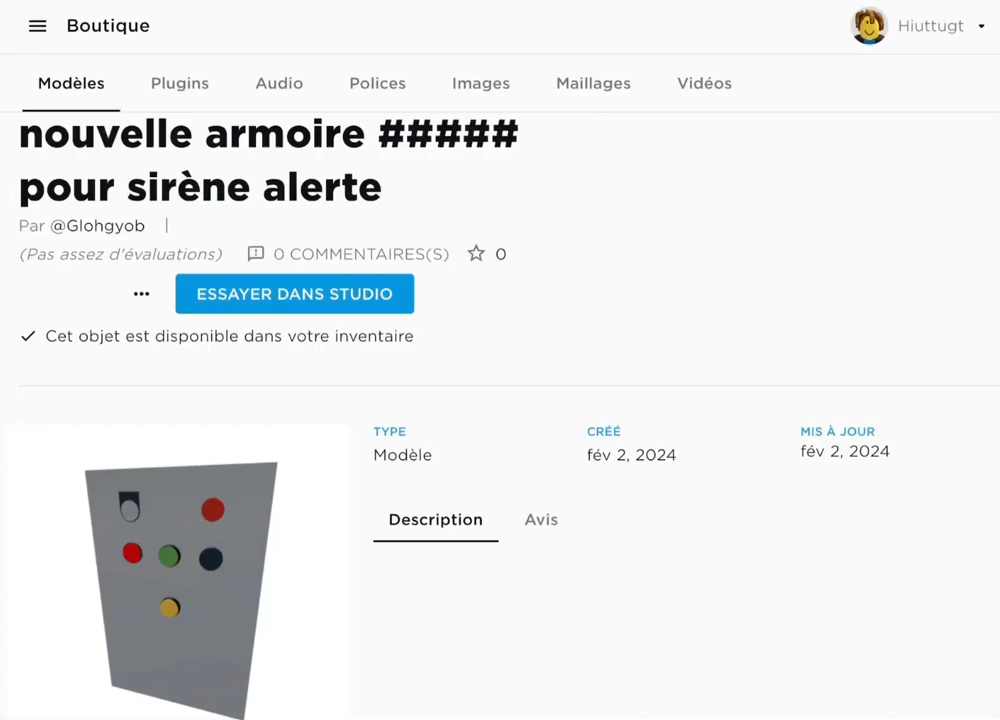 Boutique
Hiuttugt
Modèles Plugins Audio Polices Images Maillages Vidéos
nouvelle armoire #####
pour sirène alerte
Par @Glohgyob |
(Pas assez d'évaluations) 0 COMMENTAIRES(S) 0
... ESSAYER DANS STUDIO
Cet objet est disponible dans votre inventaire
TYPE CRÉÉ MIS À JOUR
Modèle fév 2, 2024 fév 2, 2024
Description Avis